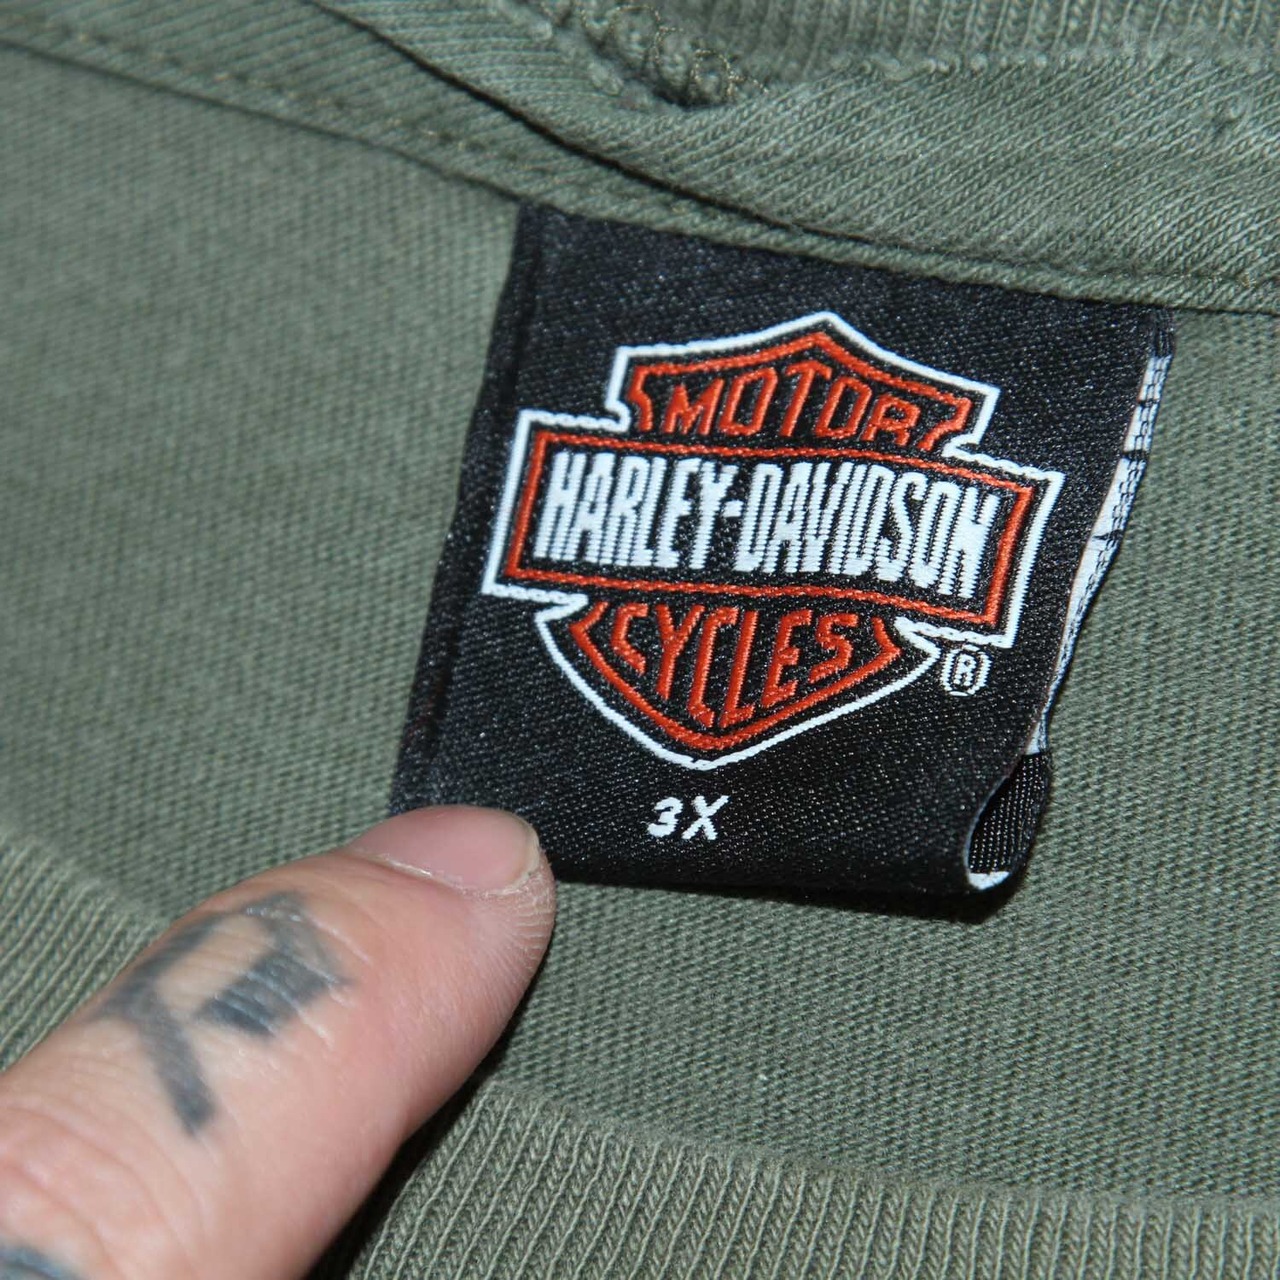 MOTOR
HARLEY-DAVIDSON
CYCLES
®
3X